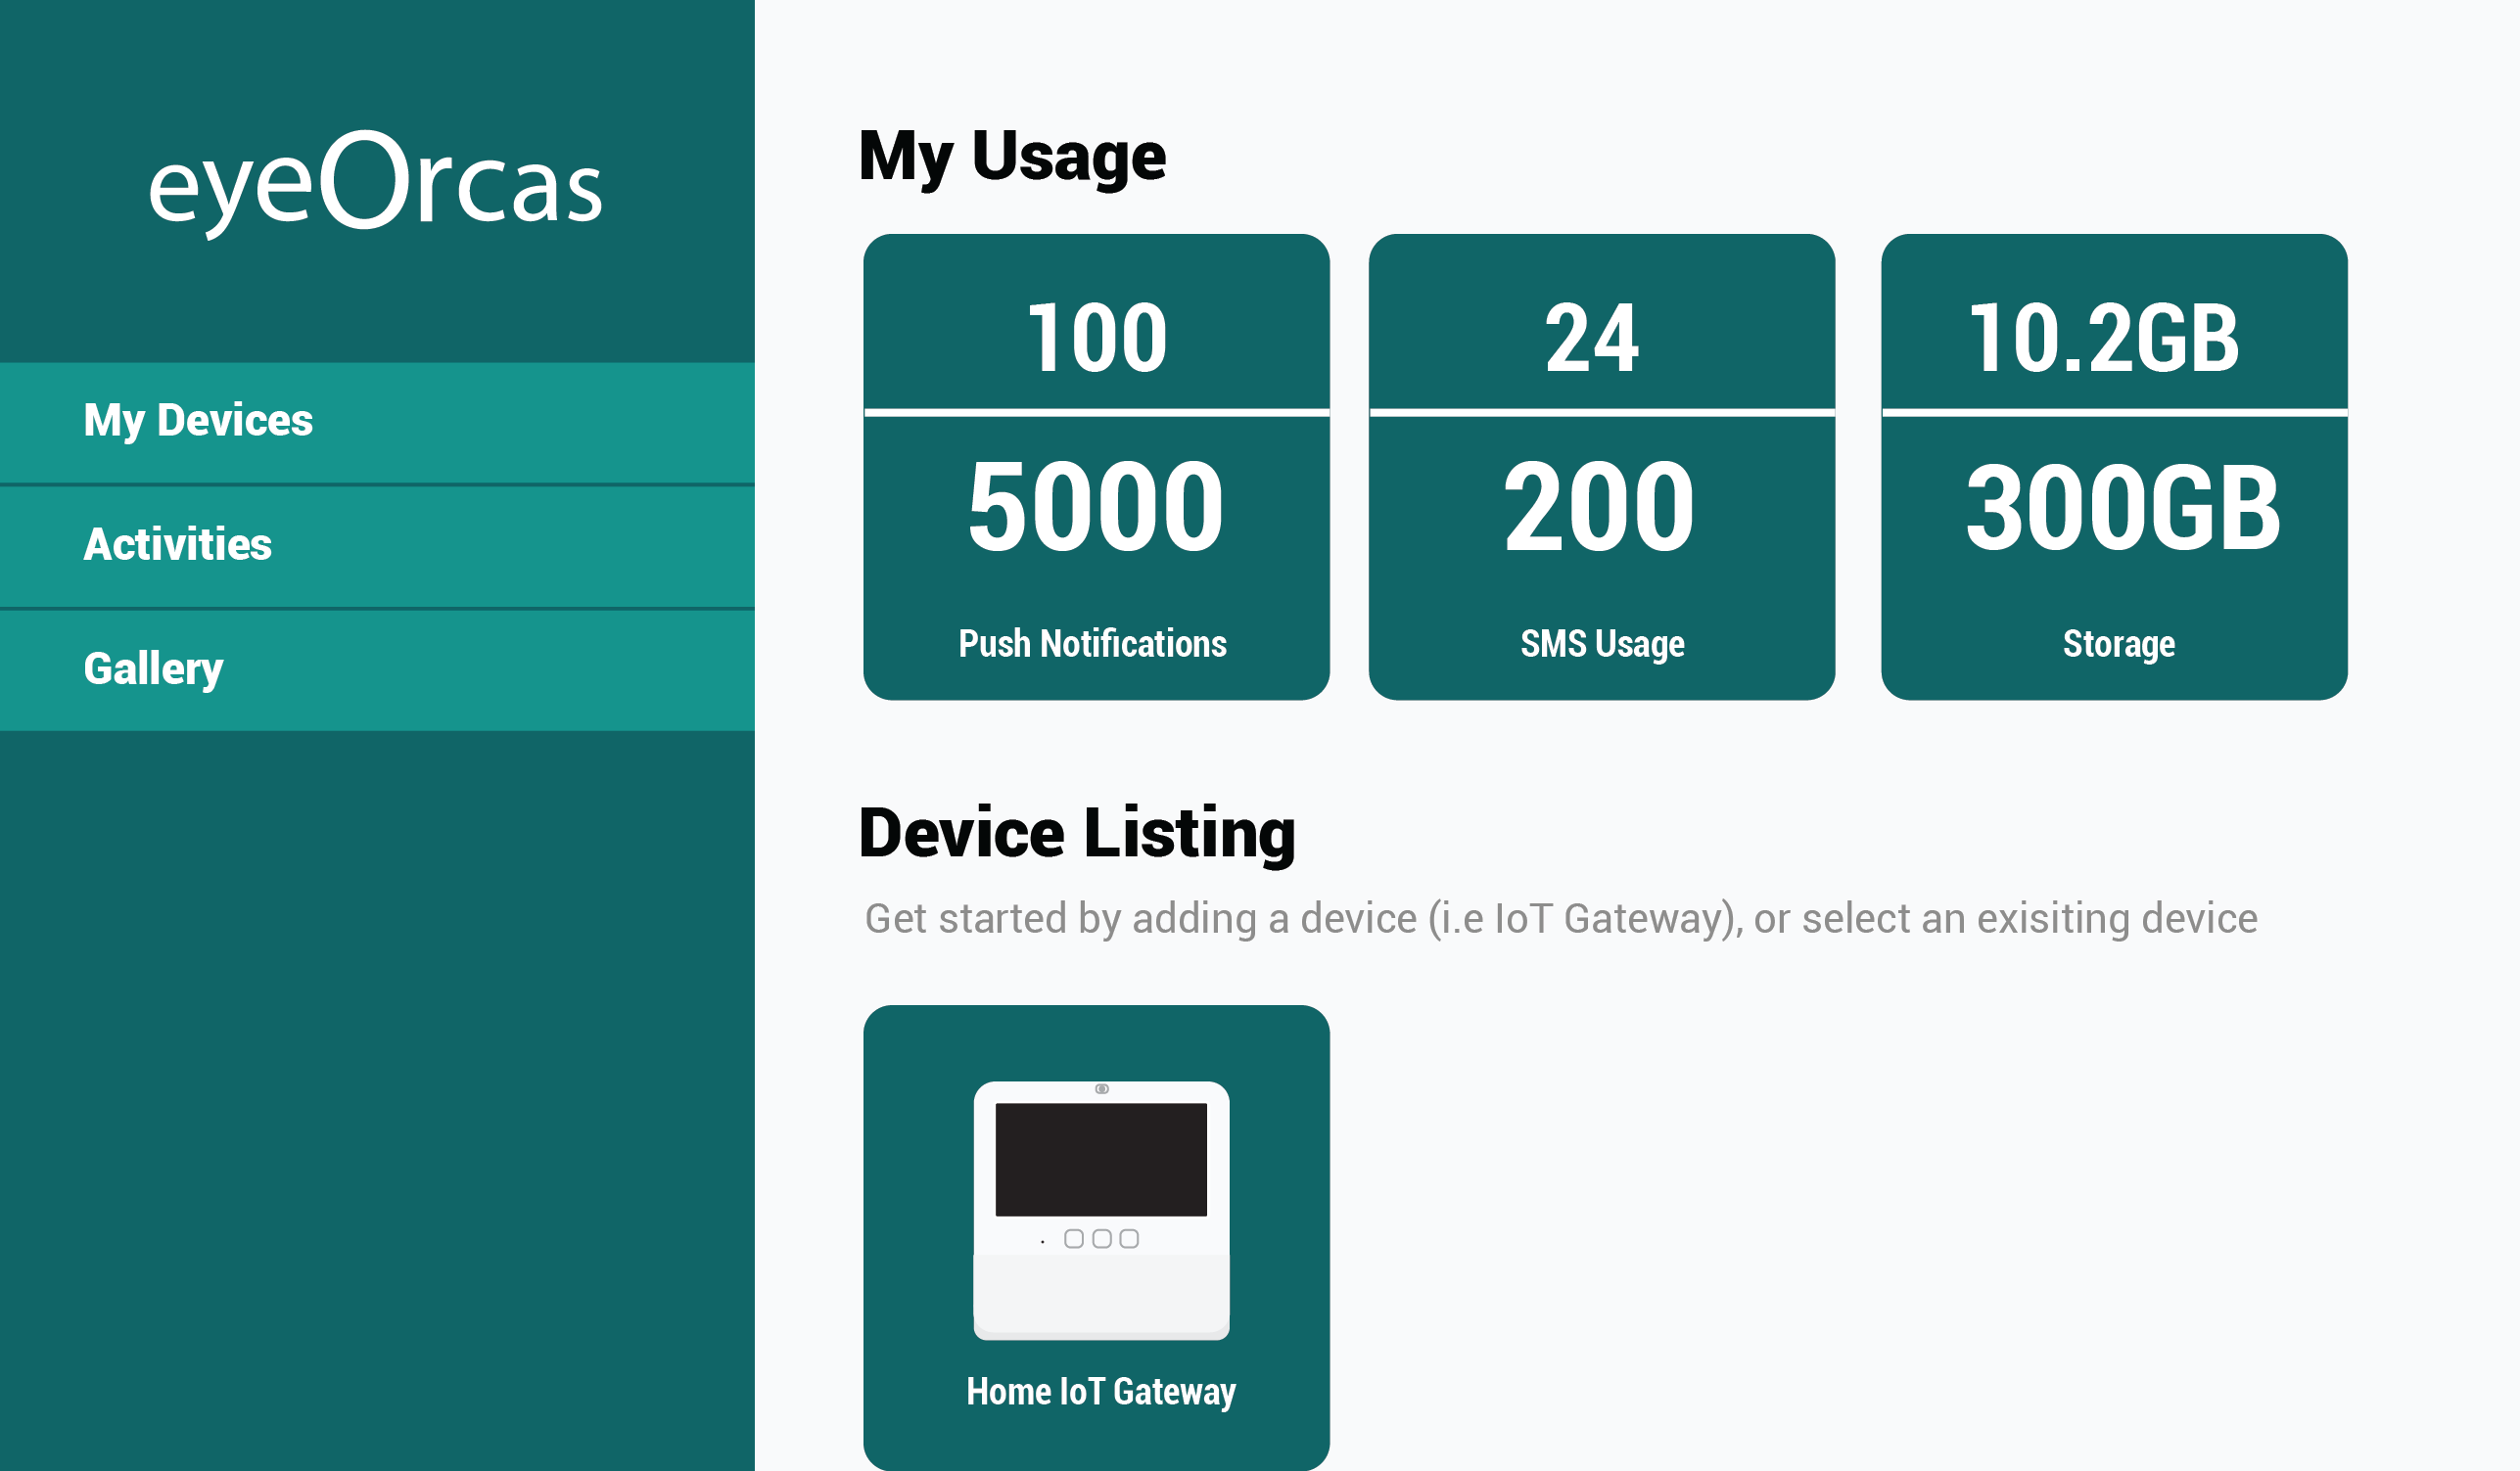 eyeOrcas
My Devices
Activities
Gallery
My Usage
100
5000
Push Notifications
24
200
SMS Usage
10.2GB
300GB
Storage
Device Listing
Get started by adding a device (i.e IoT Gateway), or select an exisiting device
Home IoT Gateway